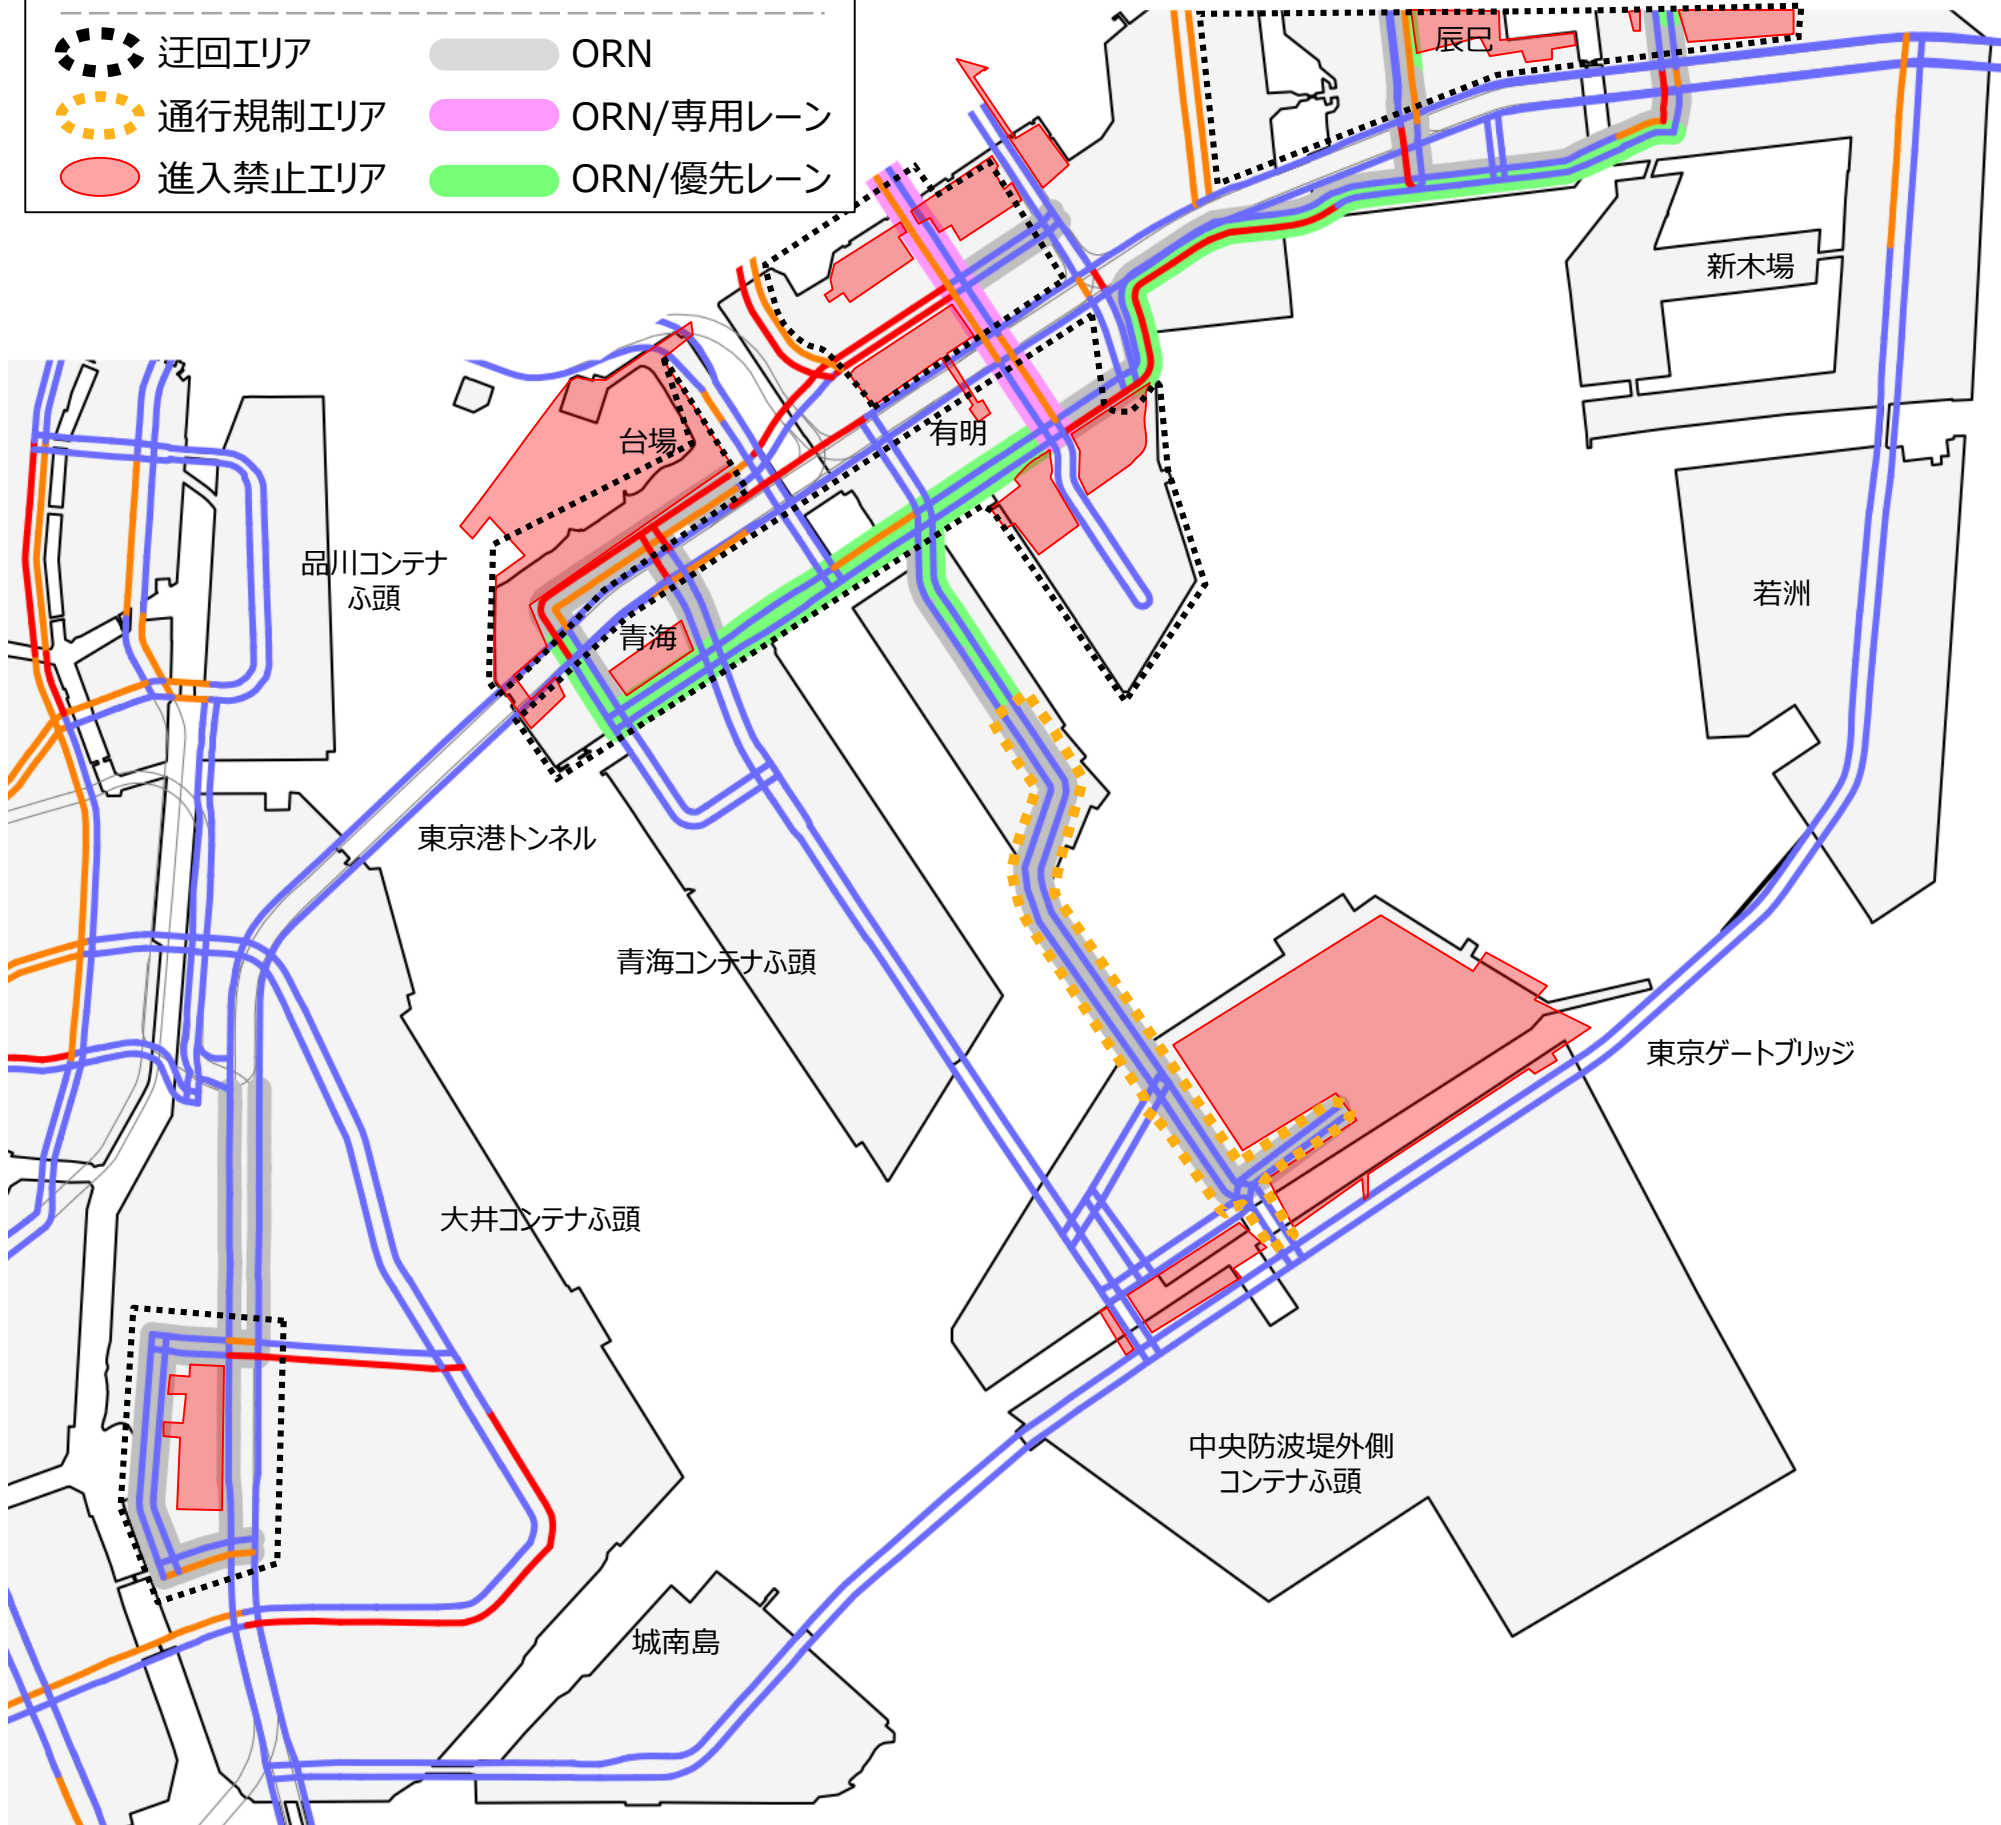 迂回エリア
ORN
通行規制エリア
ORN/専用レーン
進入禁止エリア
ORN/優先レーン
辰巳
新木場
台場
有明
品川コンテナ
ふ頭
青海
若洲
東京港トンネル
青海コンテナふ頭
東京ゲートブリッジ
大井コンテナふ頭
中央防波堤外側
コンテナふ頭
城南島